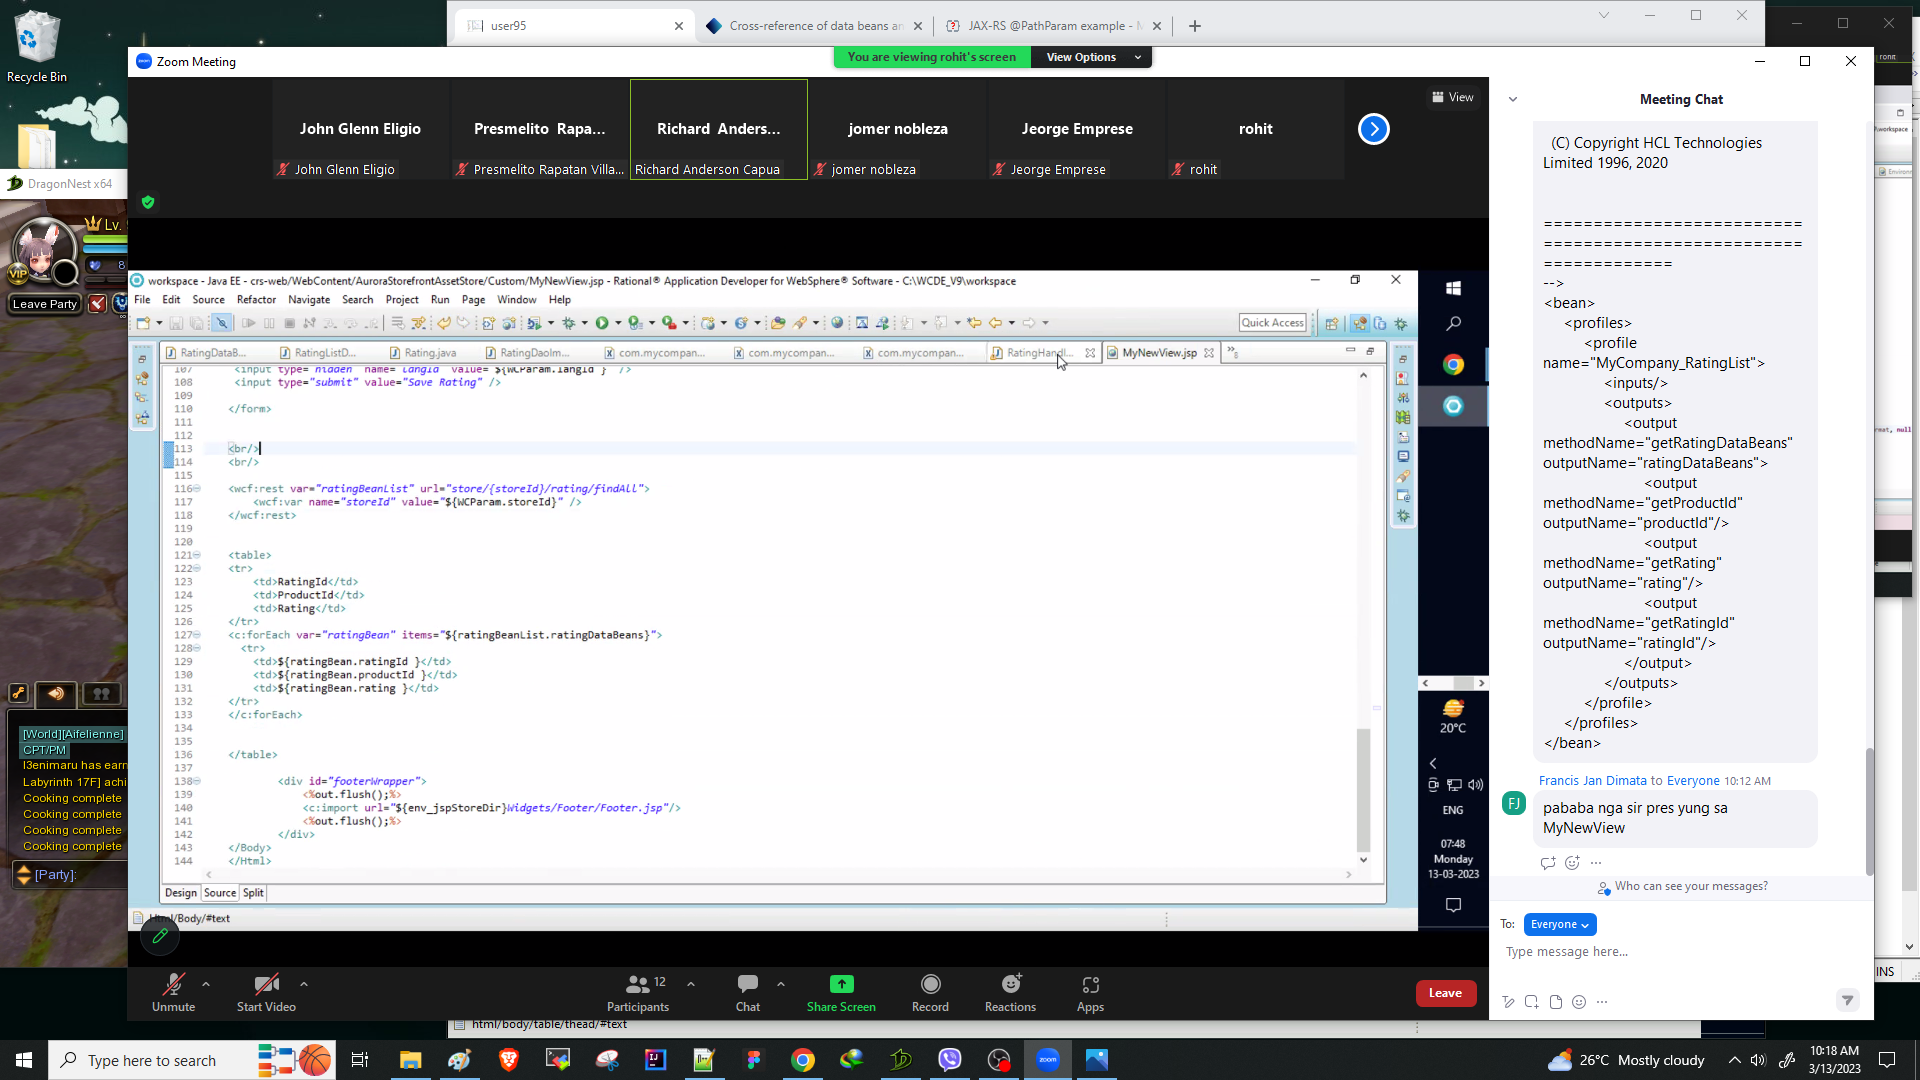 Recycle Bin
user95
Cross-reference of data beans an
JAX-RS @PathParam example - M
Zoom Meeting
You are viewing rohit's screen
View Options
John Glenn Eligio
Presmelito Rapa...
Richard Anders...
jomer nobleza
Jeorge Emprese
rohit
View
John Glenn Eligio
Presmelito Rapatan Villa...
Richard Anderson Capua
jomer nobleza
Jeorge Emprese
rohit
DragonNest x64
Lv.
VIP
Leave Party
workspace - Java EE - crs-web/WebContent/AuroraStorefrontAssetStore/Custom/MyNewView.jsp - Rational® Application Developer for WebSphere® Software - C:\WCDE_V9\workspace
File Edit Source Refactor Navigate Search Project Run Page Window Help
Quick Access
RatingDataB...
RatingListD...
Rating.java
RatingDaoIm...
com.mycompan...
com.mycompan...
com.mycompan...
RatingHandl...
MyNewView.jsp
107 <input type="hidden" name="langId" value="${WCParam.langId }" />
108 <input type="submit" value="Save Rating" />
109
110 </form>
111
112
113 <br/>
114 <br/>
115
116 <wcf:rest var="ratingBeanList" url="store/{storeId}/rating/findAll">
117 <wcf:var name="storeId" value="${WCParam.storeId}" />
118 </wcf:rest>
119
120
121 <table>
122 <tr>
123 <td>RatingId</td>
124 <td>ProductId</td>
125 <td>Rating</td>
126 </tr>
127 <c:forEach var="ratingBean" items="${ratingBeanList.ratingDataBeans}">
128 <tr>
129 <td>${ratingBean.ratingId }</td>
130 <td>${ratingBean.productId }</td>
131 <td>${ratingBean.rating }</td>
132 </tr>
133 </c:forEach>
134
135
136 </table>
137
138 <div id="footerWrapper">
139 <%out.flush();%>
140 <c:import url="${env_jspStoreDir}Widgets/Footer/Footer.jsp"/>
141 <%out.flush();%>
142 </div>
143 </Body>
144 </Html>
Design Source Split
Html/Body/#text
20°C
ENG
07:48
Monday
13-03-2023
[World][Aifelienne]
CPT/PM
Labyrinth 17F] achi
Cooking complete
Cooking complete
Cooking complete
Cooking complete
[Party]:
Meeting Chat
(C) Copyright HCL Technologies
Limited 1996, 2020
==========================
==========================
=============
-->
<bean>
<profiles>
<profile
name="MyCompany_RatingList">
<inputs/>
<outputs>
<output
methodName="getRatingDataBeans"
outputName="ratingDataBeans">
<output
methodName="getProductId"
outputName="productId"/>
<output
methodName="getRating"
outputName="rating"/>
<output
methodName="getRatingId"
outputName="ratingId"/>
</output>
</outputs>
</profile>
</profiles>
</bean>
Francis Jan Dimata to Everyone 10:12 AM
FJ
pababa nga sir pres yung sa
MyNewView
Who can see your messages?
To: Everyone
Type message here...
Unmute
Start Video
12
Participants
Chat
Share Screen
Record
Reactions
Apps
Leave
html/body/table/thead/#text
INS
Type here to search
zoom
26°C Mostly cloudy
10:18 AM
3/13/2023